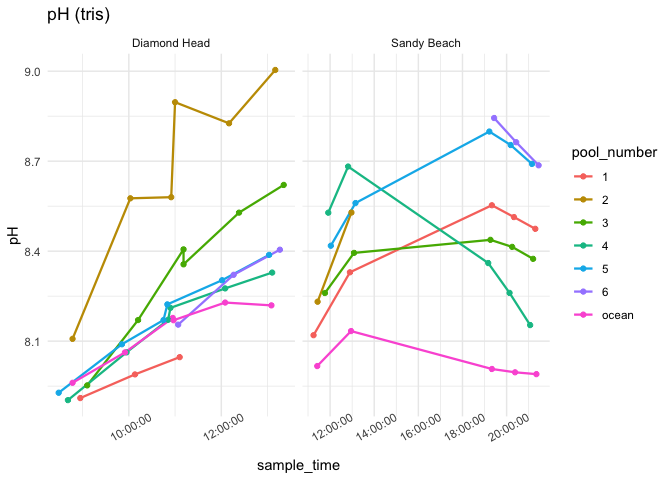 pH (tris)
Diamond Head
Sandy Beach
9.0
8.7
8.4
8.1
pH
10:00:00
12:00:00
12:00:00
14:00:00
16:00:00
18:00:00
20:00:00
sample_time
pool_number
1
2
3
4
5
6
ocean